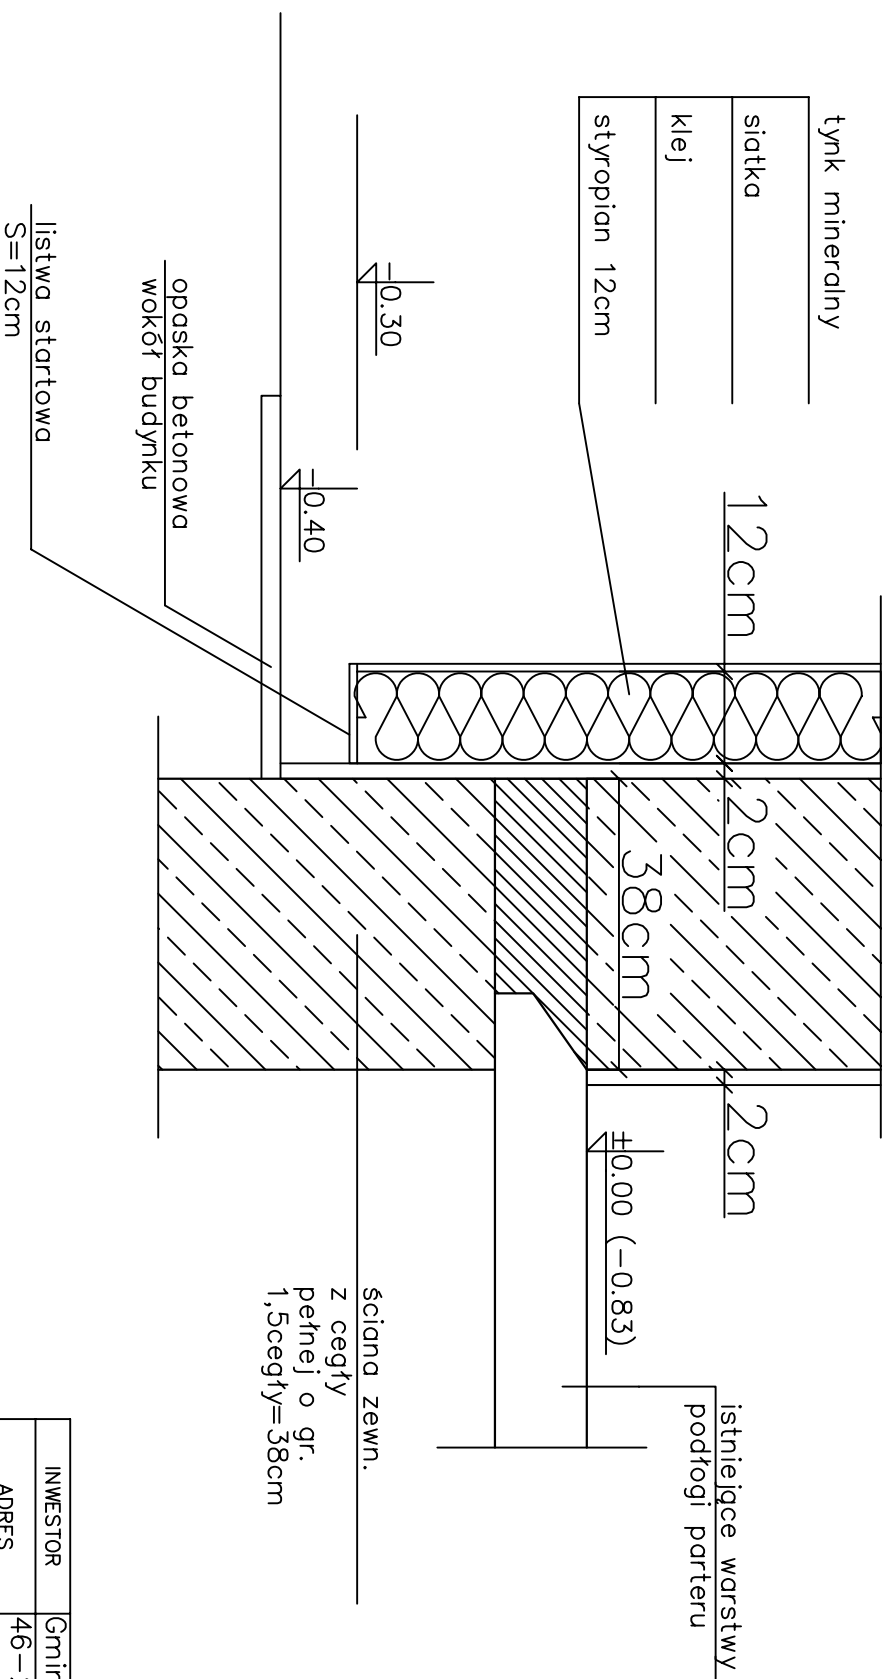 tynk mineralny
siatka
klej
styropian 12cm
12cm
2cm
38cm
2cm
-0.30
-0.40
±0.00 (-0.83)
istniejące warstwy
podłogi parteru
opaska betonowa
wokół budynku
listwa startowa
S=12cm
ściana zewn.
z cegły
pełnej o gr.
1,5cegły=38cm
INWESTOR
ADRES
46-